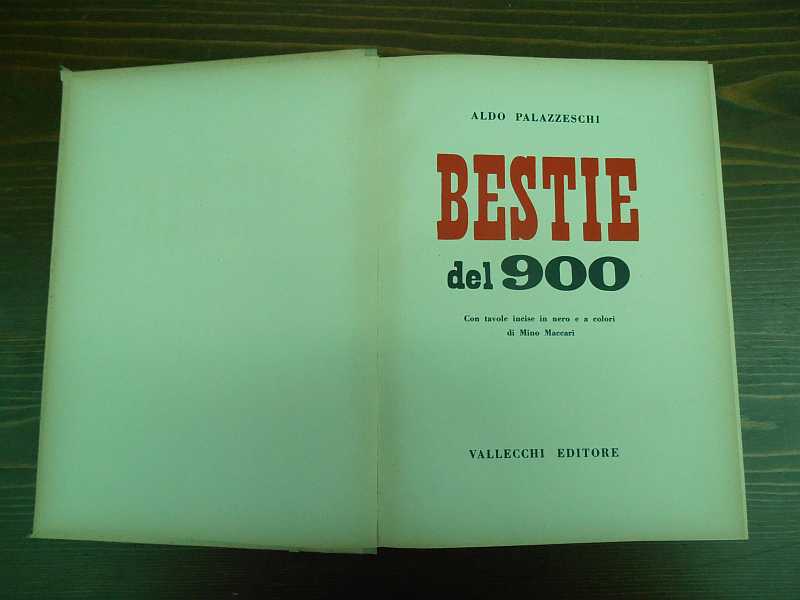 ALDO PALAZZESCHI
BESTIE
del 900
Con tavole incise in nero e a colori
di Mino Maccari
VALLECCHI EDITORE